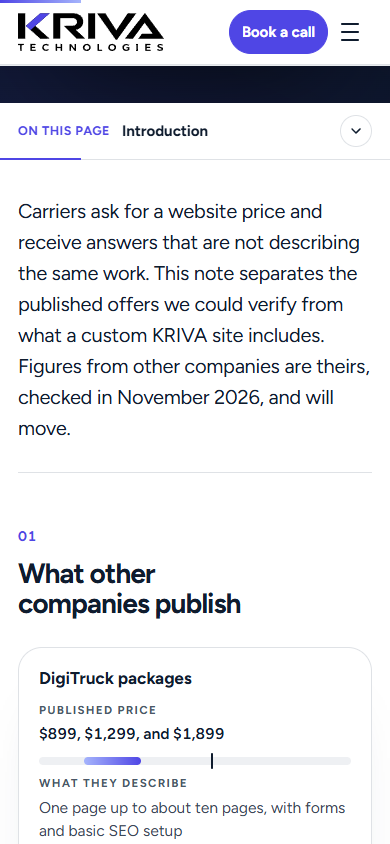 KRIVA
TECHNOLOGIES
Book a call
ON THIS PAGE Introduction
Carriers ask for a website price and
receive answers that are not describing
the same work. This note separates the
published offers we could verify from
what a custom KRIVA site includes.
Figures from other companies are theirs,
checked in November 2026, and will
move.
01
What other
companies publish
DigiTruck packages
PUBLISHED PRICE
$899, $1,299, and $1,899
WHAT THEY DESCRIBE
One page up to about ten pages, with forms
and basic SEO setup